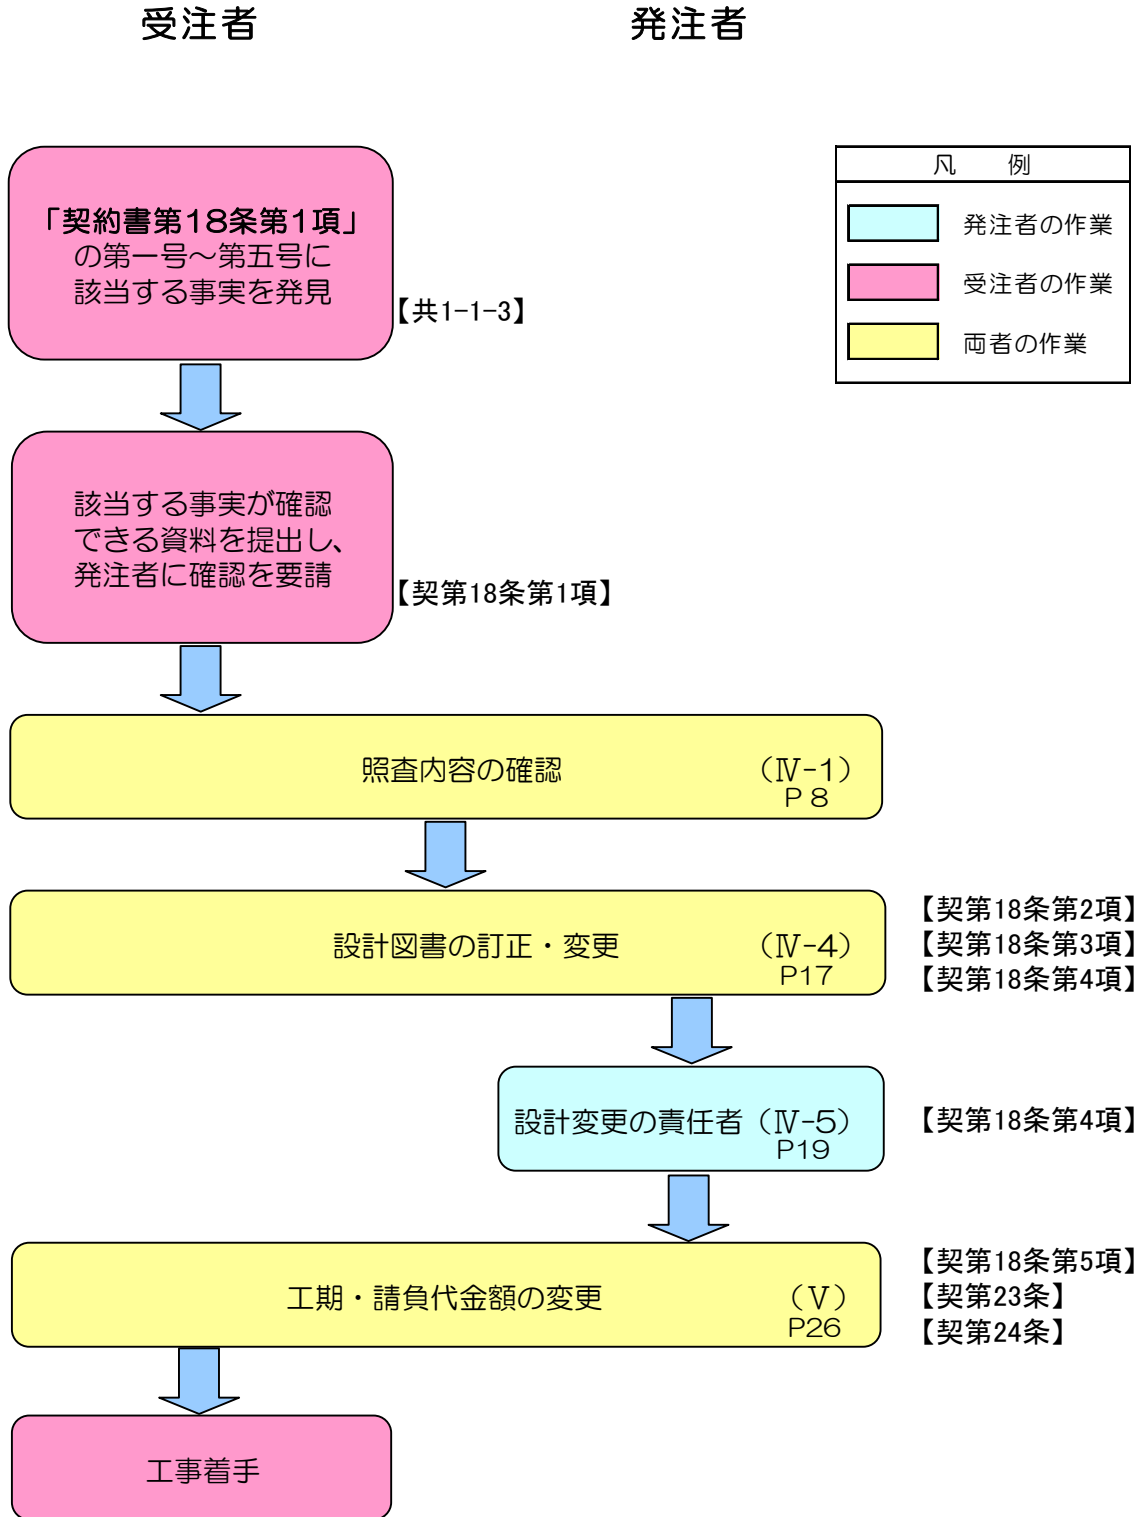 受注者
発注者
凡　例
発注者の作業
受注者の作業
両者の作業
「契約書第18条第1項」
の第一号～第五号に
該当する事実を発見
【共1-1-3】
該当する事実が確認
できる資料を提出し、
発注者に確認を要請
【契第18条第1項】
照査内容の確認　（Ⅳ-1）
P 8
設計図書の訂正・変更　（Ⅳ-4）
P17
【契第18条第2項】
【契第18条第3項】
【契第18条第4項】
設計変更の責任者（Ⅳ-5）
P19
【契第18条第4項】
工期・請負代金額の変更　（Ⅴ）
P26
【契第18条第5項】
【契第23条】
【契第24条】
工事着手